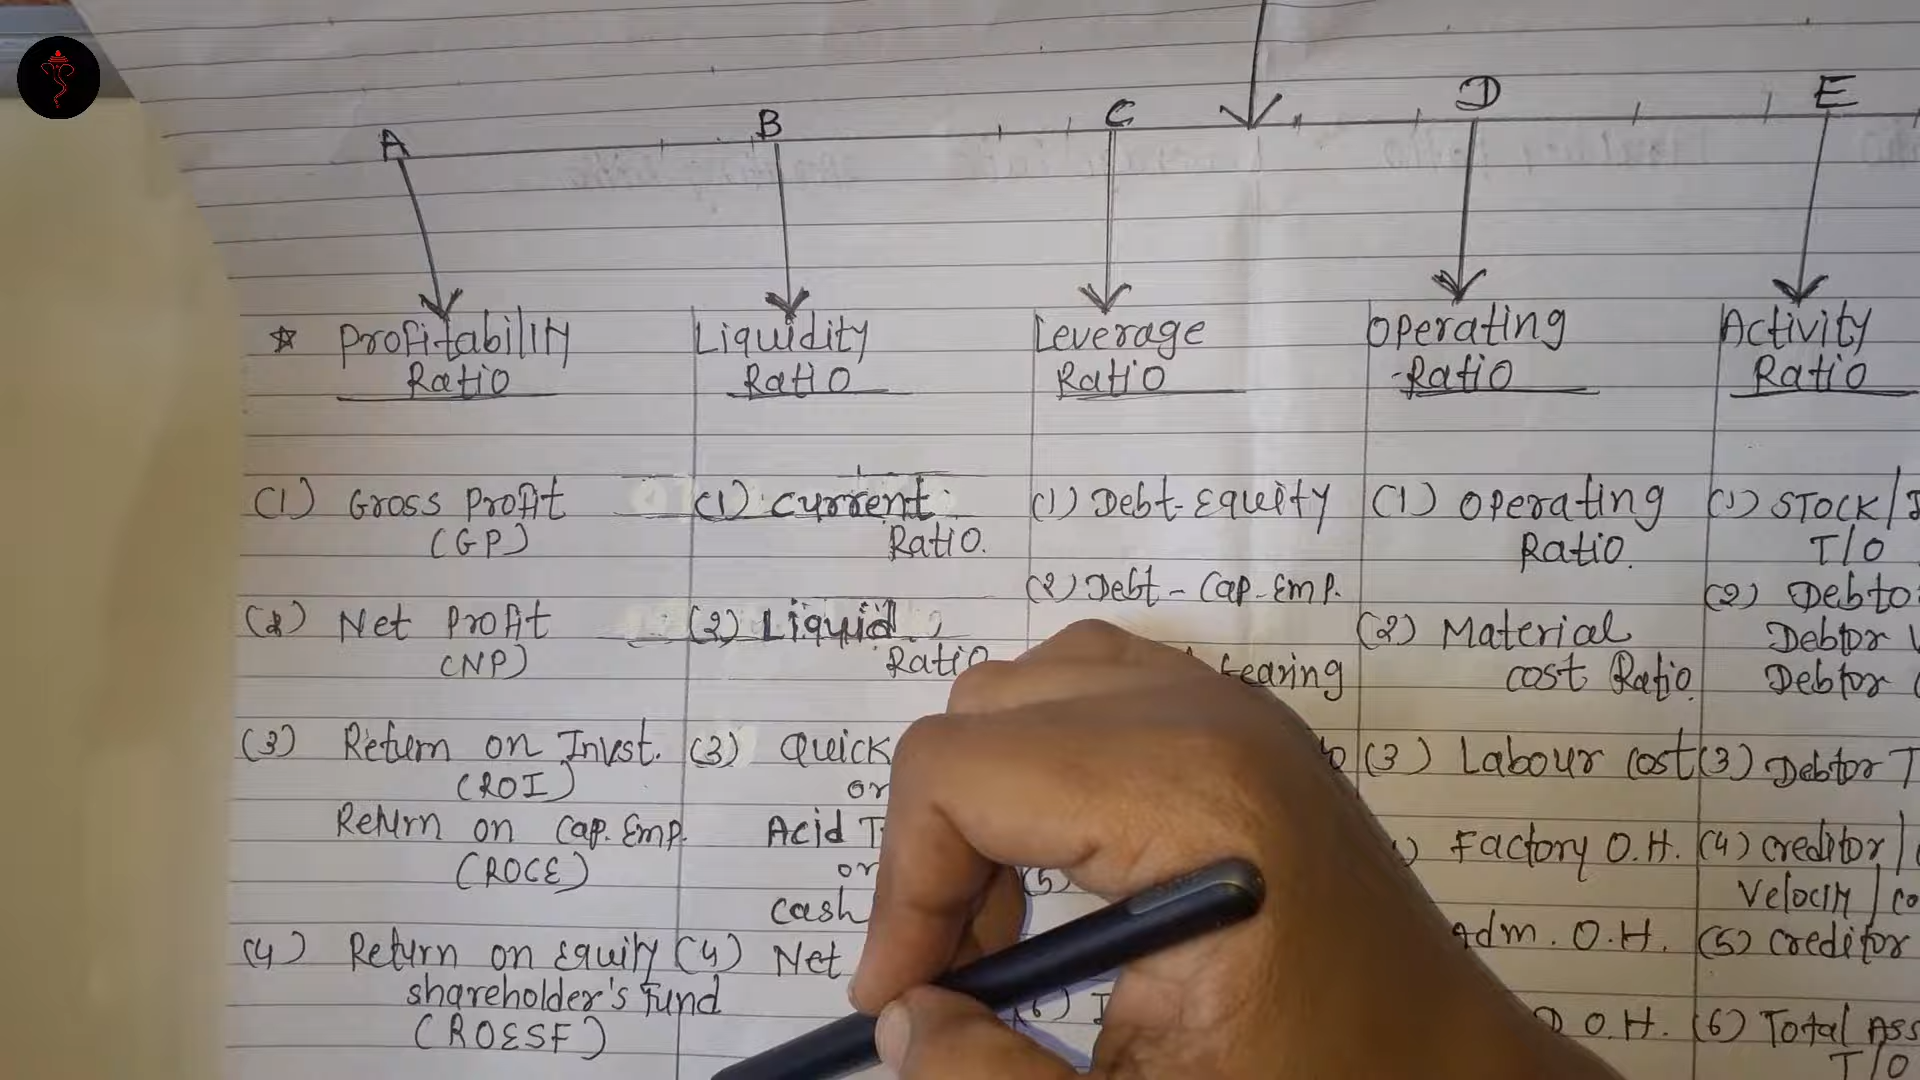 A
B
C
D
E
☆ Profitability
Ratio
(1) Gross Profit
(GP)
(2) Net Profit
(NP)
(3) Return on Invst.
(ROI)
Return on Cap. Emp.
(ROCE)
(4) Return on Equity
shareholder's Fund
(ROESF)
Liquidity
Ratio
(1) Current
Ratio.
(2) Liquid
Ratio
(3) Quick
or
Acid
or
cash
(4) Net
Leverage
Ratio
(1) Debt-Equity
(2) Debt - Cap. Emp.
(5)
(6)
Operating
-Ratio
(1) Operating
Ratio.
(2) Material
cost Ratio
(3) Labour cost
Factory O.H.
Adm. O.H.
O.H.
Activity
Ratio
(1) STOCK/
T/O
(2)
Debtor
Debtor
(3) Debtor T
(4) Creditor/
Velocity/
(5) Creditor
(6) Total
T/O